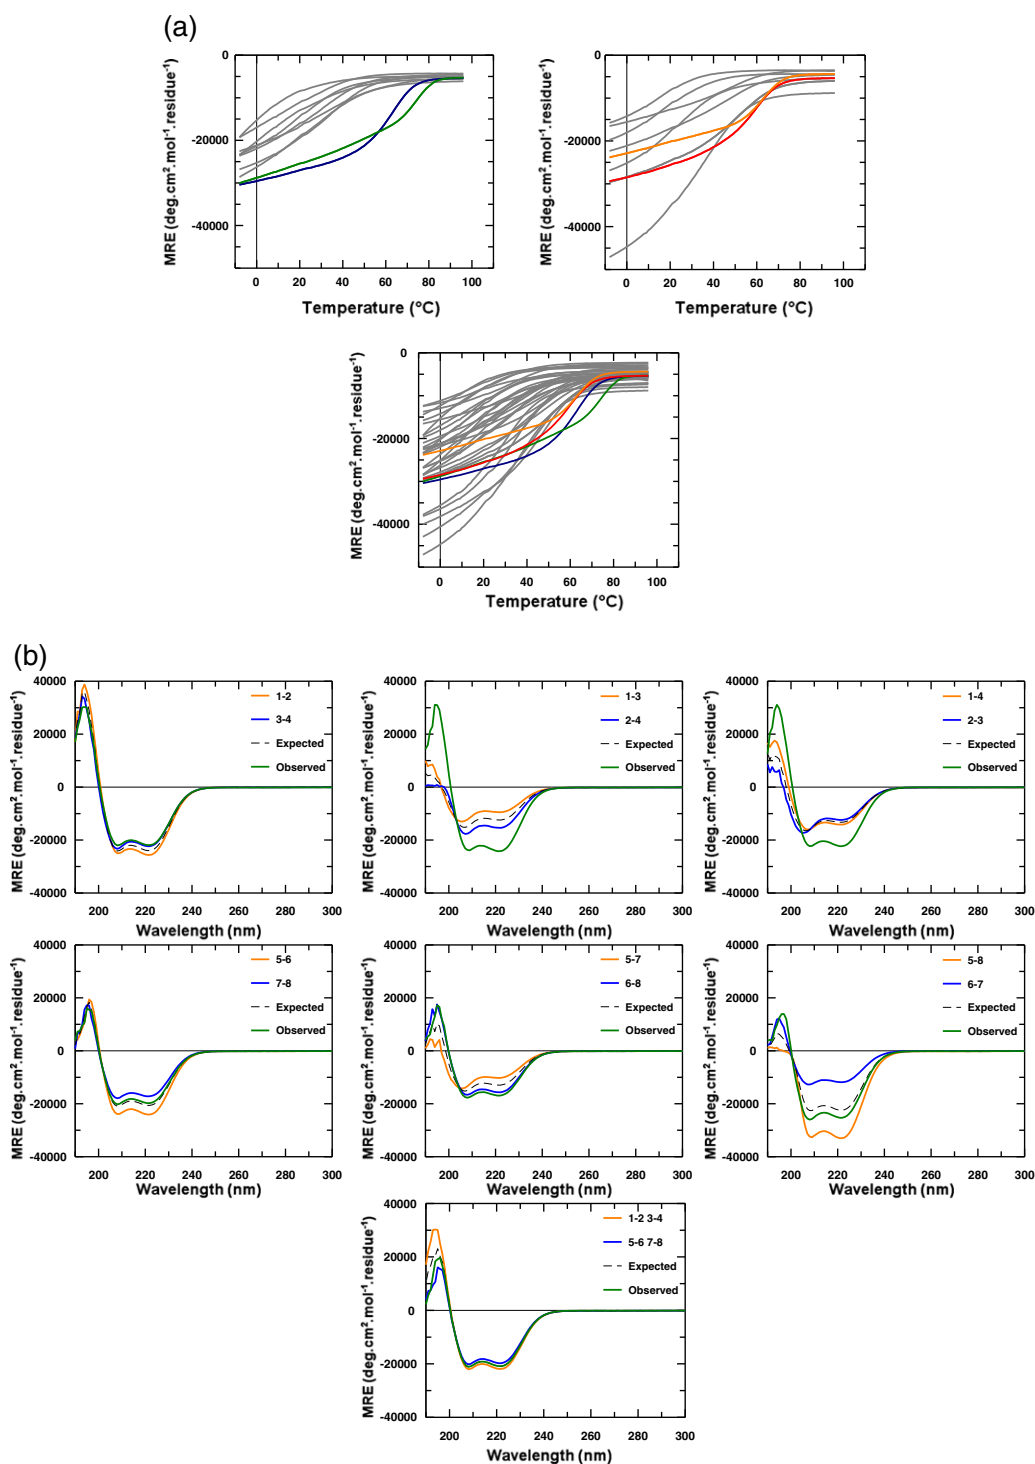 (a)
0
-20000
-40000
MRE (deg.cm².mol⁻¹.residue⁻¹)
0 20 40 60 80 100
Temperature (°C)
0
-20000
-40000
MRE (deg.cm².mol⁻¹.residue⁻¹)
0 20 40 60 80 100
Temperature (°C)
0
-20000
-40000
MRE (deg.cm².mol⁻¹.residue⁻¹)
0 20 40 60 80 100
Temperature (°C)
(b)
40000
20000
0
-20000
-40000
MRE (deg.cm².mol⁻¹.residue⁻¹)
1-2
3-4
Expected
Observed
200 220 240 260 280 300
Wavelength (nm)
40000
20000
0
-20000
-40000
MRE (deg.cm².mol⁻¹.residue⁻¹)
1-3
2-4
Expected
Observed
200 220 240 260 280 300
Wavelength (nm)
40000
20000
0
-20000
-40000
MRE (deg.cm².mol⁻¹.residue⁻¹)
1-4
2-3
Expected
Observed
200 220 240 260 280 300
Wavelength (nm)
40000
20000
0
-20000
-40000
MRE (deg.cm².mol⁻¹.residue⁻¹)
5-6
7-8
Expected
Observed
200 220 240 260 280 300
Wavelength (nm)
40000
20000
0
-20000
-40000
MRE (deg.cm².mol⁻¹.residue⁻¹)
5-7
6-8
Expected
Observed
200 220 240 260 280 300
Wavelength (nm)
40000
20000
0
-20000
-40000
MRE (deg.cm².mol⁻¹.residue⁻¹)
5-8
6-7
Expected
Observed
200 220 240 260 280 300
Wavelength (nm)
40000
20000
0
-20000
-40000
MRE (deg.cm².mol⁻¹.residue⁻¹)
1-2 3-4
5-6 7-8
Expected
Observed
200 220 240 260 280 300
Wavelength (nm)